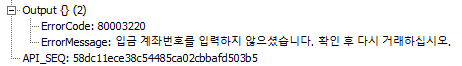 Output {} (2)
ErrorCode: 80003220
ErrorMessage: 입금 계좌번호를 입력하지 않으셨습니다. 확인 후 다시 거래하십시오.
API_SEQ: 58dc11ece38c54485ca02cbbafd503b5